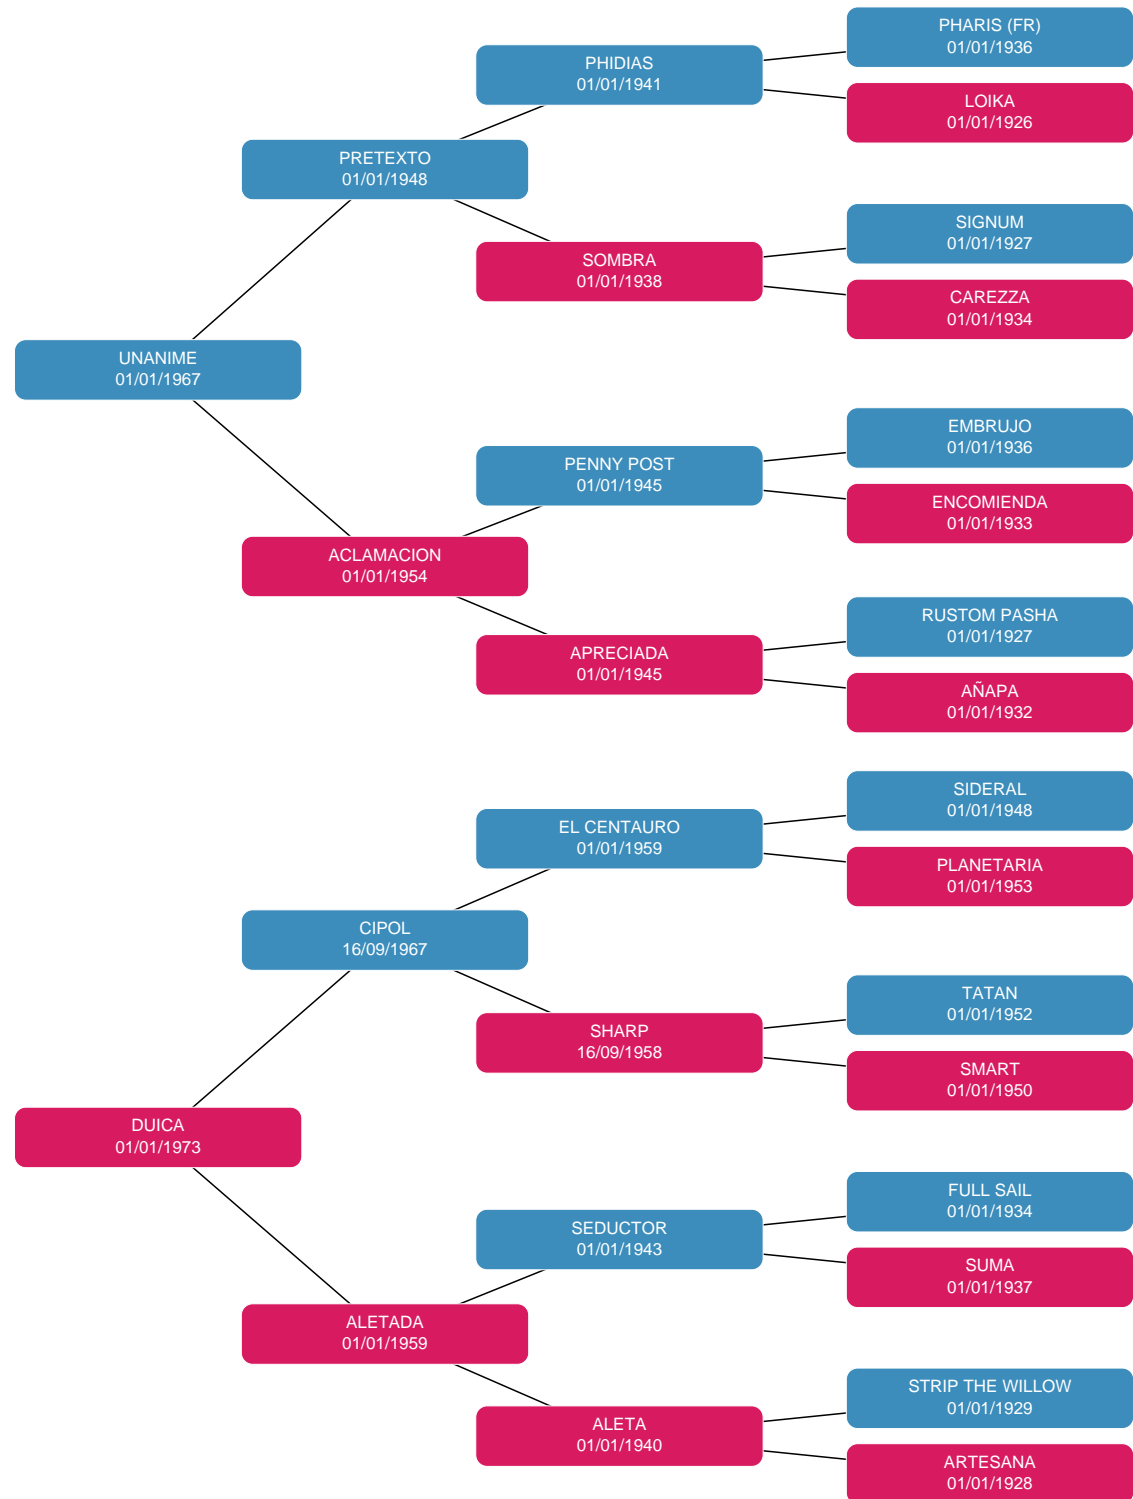 PHARIS (FR)
01/01/1936
PHIDIAS
01/01/1941
LOIKA
01/01/1926
PRETEXTO
01/01/1948
SIGNUM
01/01/1927
SOMBRA
01/01/1938
CAREZZA
01/01/1934
UNANIME
01/01/1967
EMBRUJO
01/01/1936
PENNY POST
01/01/1945
ENCOMIENDA
01/01/1933
ACLAMACION
01/01/1954
RUSTOM PASHA
01/01/1927
APRECIADA
01/01/1945
AÑAPA
01/01/1932
SIDERAL
01/01/1948
EL CENTAURO
01/01/1959
PLANETARIA
01/01/1953
CIPOL
16/09/1967
TATAN
01/01/1952
SHARP
16/09/1958
SMART
01/01/1950
DUICA
01/01/1973
FULL SAIL
01/01/1934
SEDUCTOR
01/01/1943
SUMA
01/01/1937
ALETADA
01/01/1959
STRIP THE WILLOW
01/01/1929
ALETA
01/01/1940
ARTESANA
01/01/1928